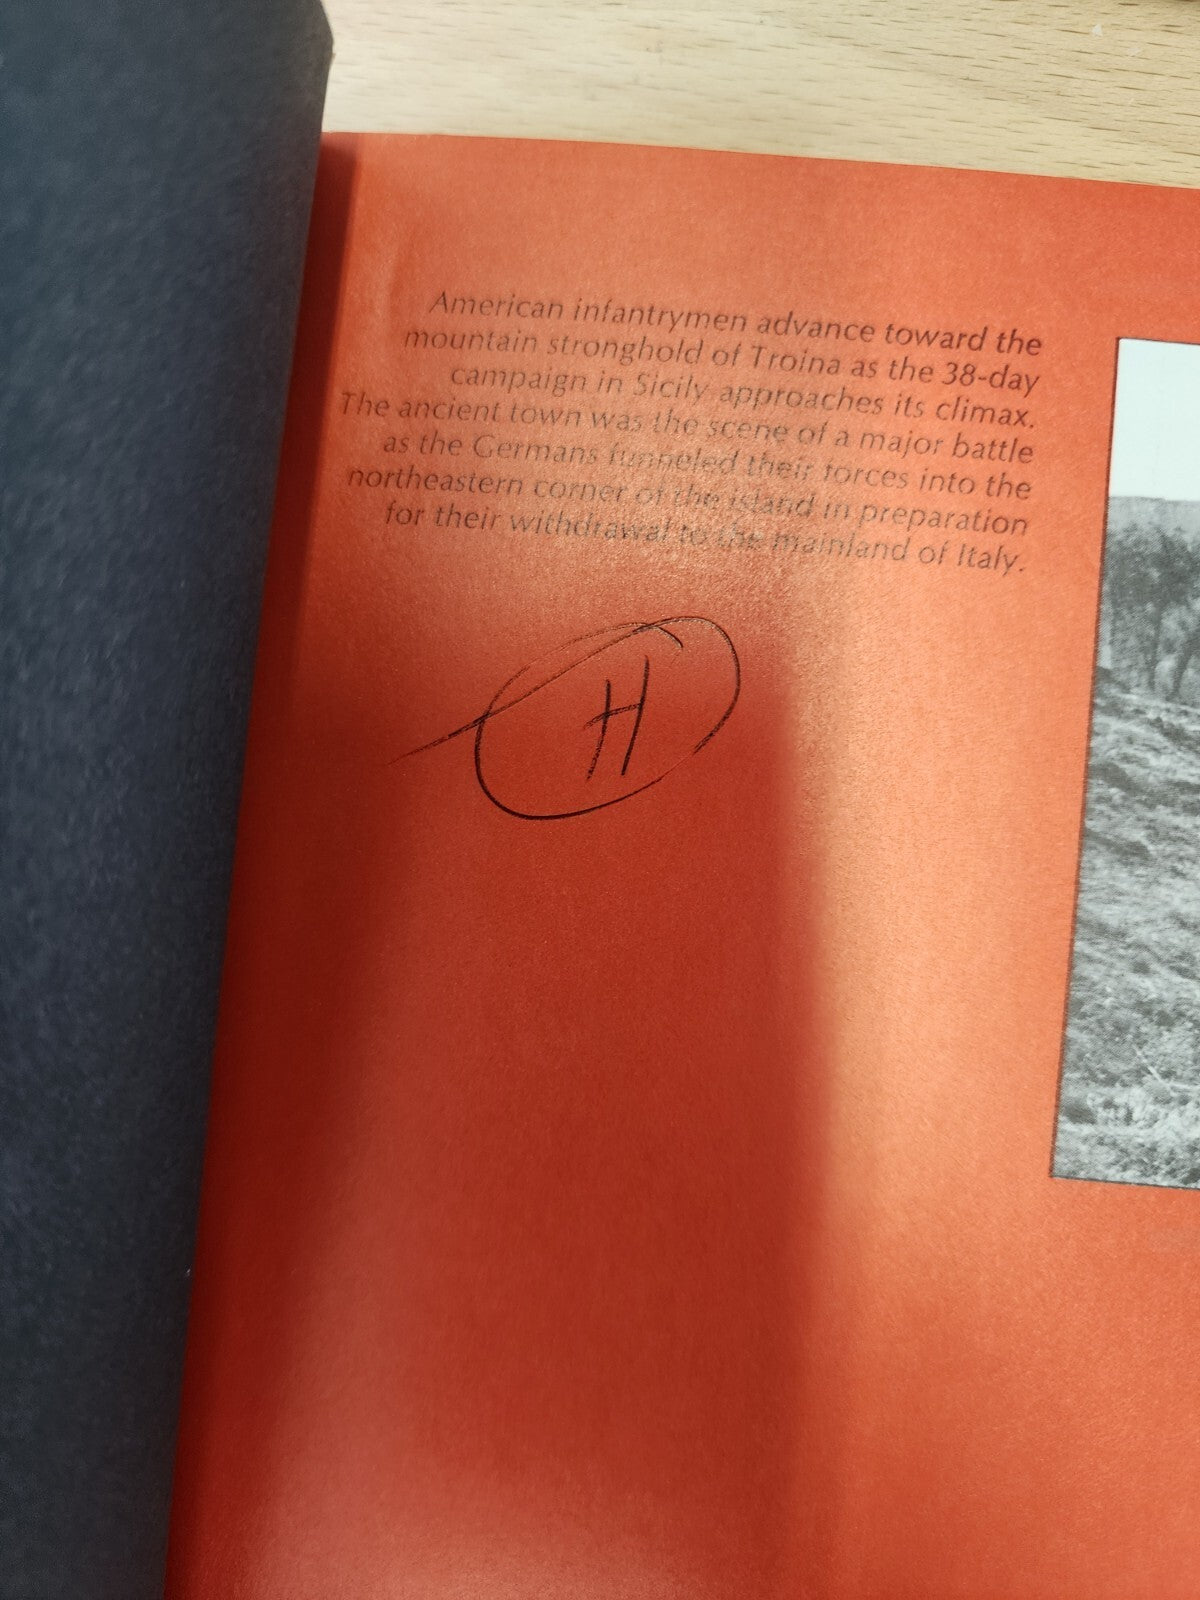 American infantrymen advance toward the
mountain stronghold of Troina as the 38-day
campaign in Sicily approaches its climax.
The ancient town was the scene of a major battle
as the Germans funneled their forces into the
northeastern corner of the island in preparation
for their withdrawal to the mainland of Italy.
H